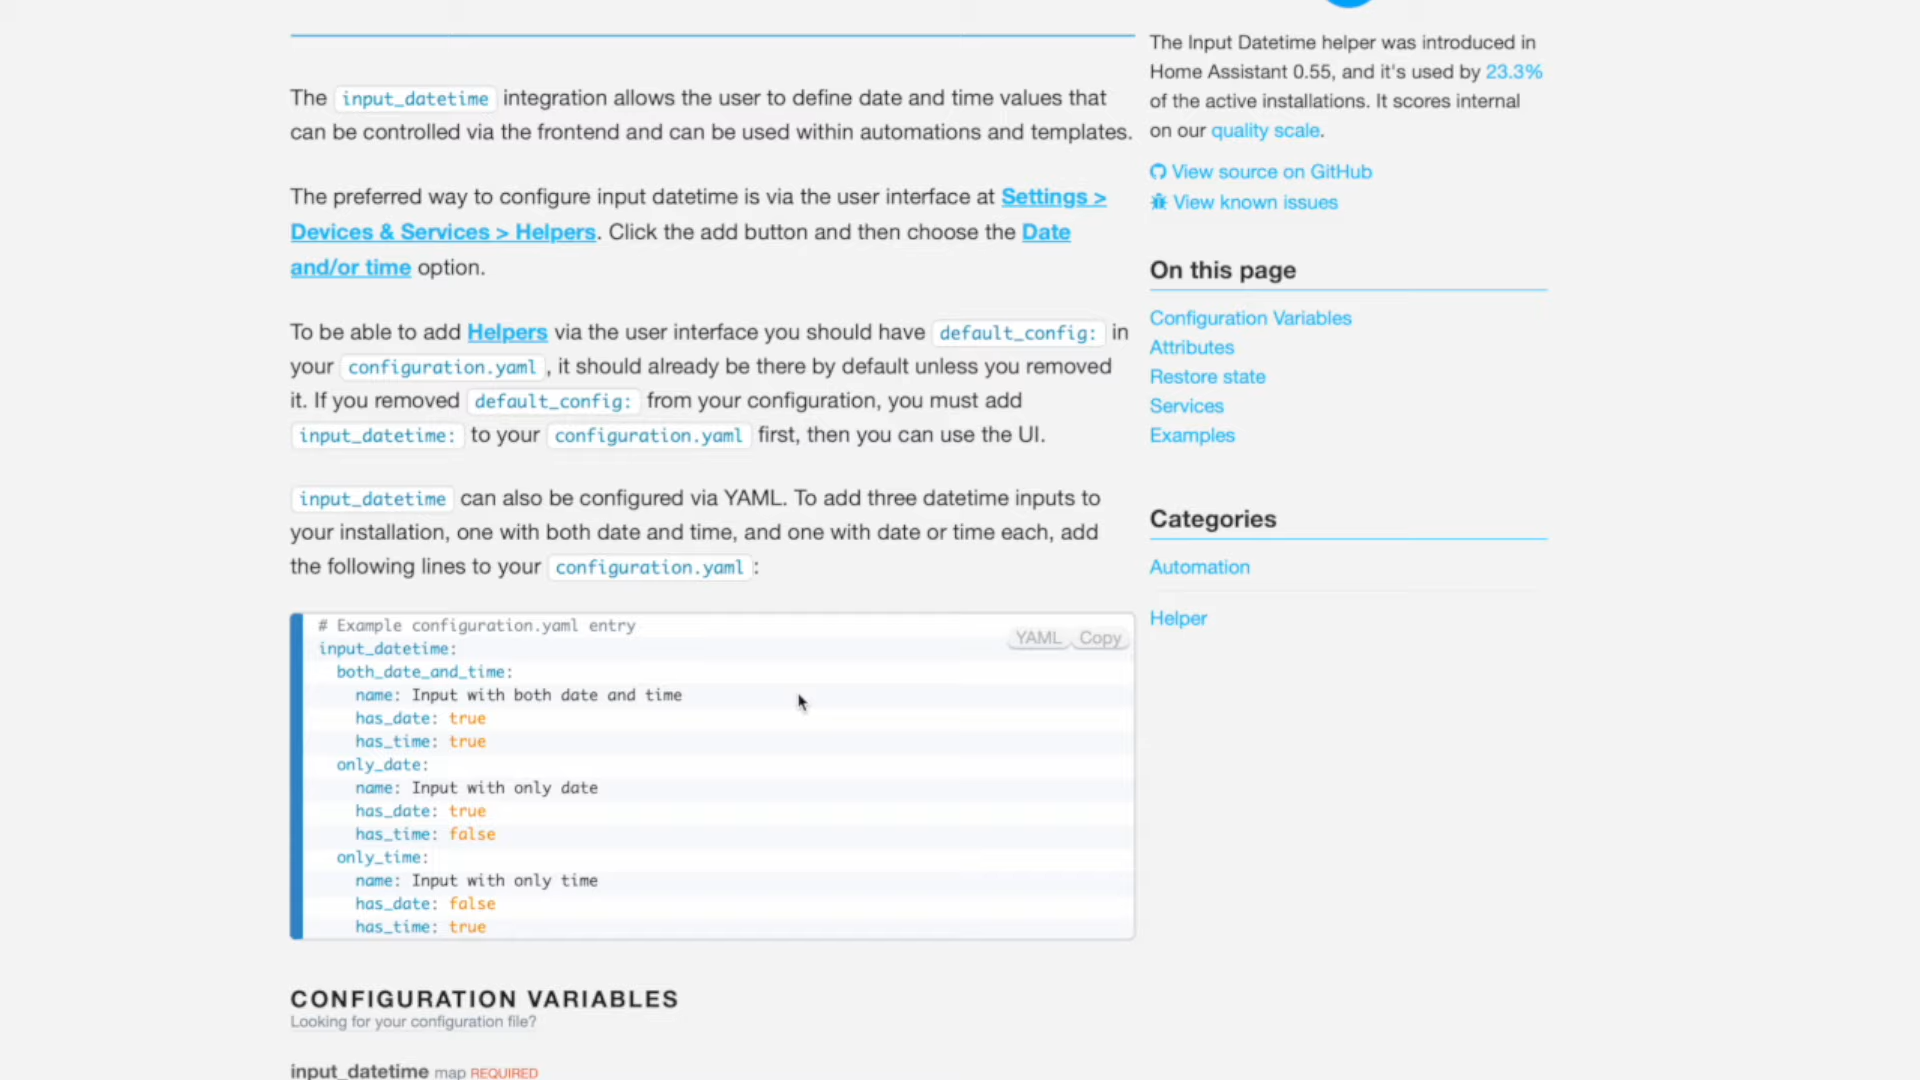 The input_datetime integration allows the user to define date and time values that
can be controlled via the frontend and can be used within automations and templates.
The preferred way to configure input datetime is via the user interface at Settings >
Devices & Services > Helpers. Click the add button and then choose the Date
and/or time option.
To be able to add Helpers via the user interface you should have default_config: in
your configuration.yaml, it should already be there by default unless you removed
it. If you removed default_config: from your configuration, you must add
input_datetime: to your configuration.yaml first, then you can use the UI.
input_datetime can also be configured via YAML. To add three datetime inputs to
your installation, one with both date and time, and one with date or time each, add
the following lines to your configuration.yaml:
YAML Copy
# Example configuration.yaml entry
input_datetime:
  both_date_and_time:
    name: Input with both date and time
    has_date: true
    has_time: true
  only_date:
    name: Input with only date
    has_date: true
    has_time: false
  only_time:
    name: Input with only time
    has_date: false
    has_time: true
CONFIGURATION VARIABLES
Looking for your configuration file?
input_datetime map REQUIRED
The Input Datetime helper was introduced in
Home Assistant 0.55, and it's used by 23.3%
of the active installations. It scores internal
on our quality scale.
View source on GitHub
View known issues
On this page
Configuration Variables
Attributes
Restore state
Services
Examples
Categories
Automation
Helper